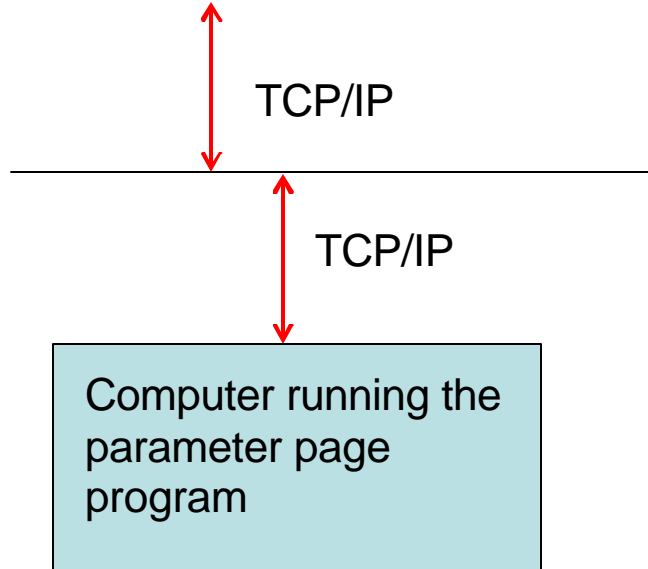 TCP/IP
TCP/IP
Computer running the
parameter page
program